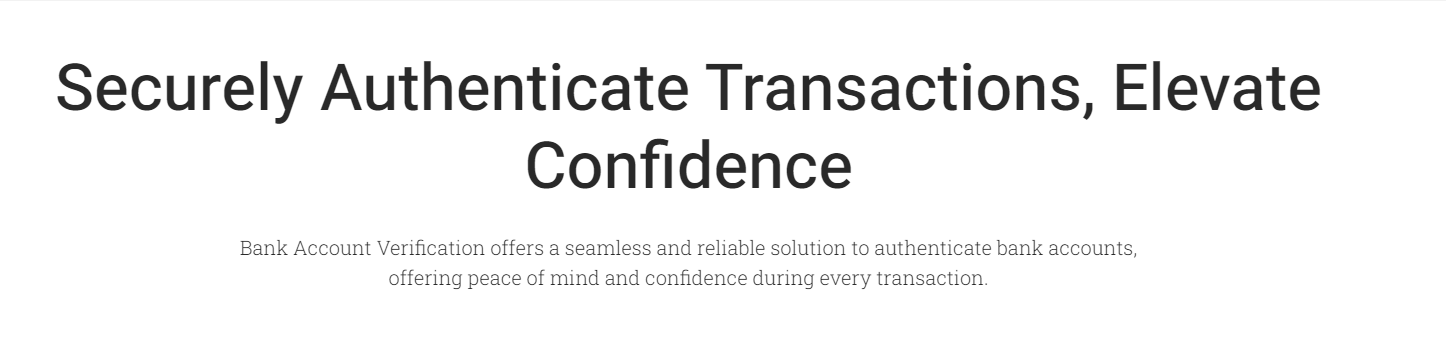 Securely Authenticate Transactions, Elevate
Confidence
Bank Account Verification offers a seamless and reliable solution to authenticate bank accounts,
offering peace of mind and confidence during every transaction.